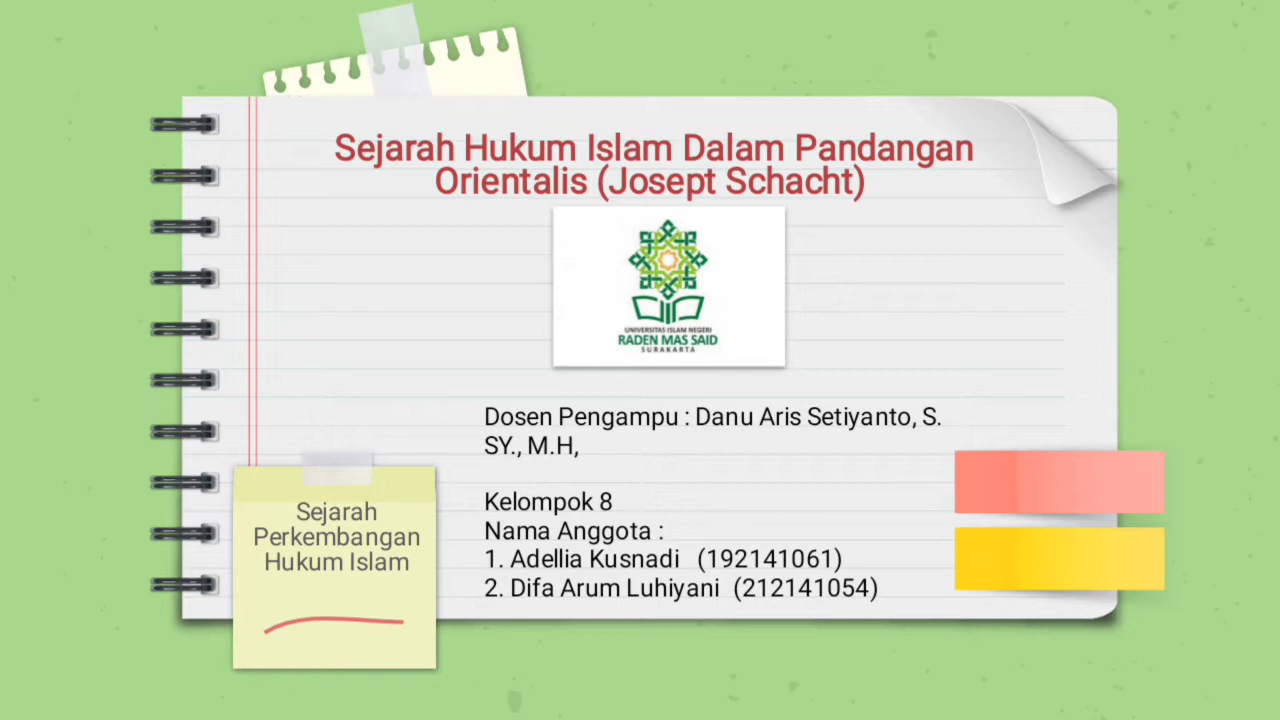 Sejarah Hukum Islam Dalam Pandangan
Orientalis (Josept Schacht)
UNIVERSITAS ISLAM NEGERI
RADEN MAS SAID
SURAKARTA
Dosen Pengampu : Danu Aris Setiyanto, S.
SY., M.H,
Kelompok 8
Nama Anggota :
1. Adellia Kusnadi (192141061)
2. Difa Arum Luhiyani (212141054)
Sejarah
Perkembangan
Hukum Islam